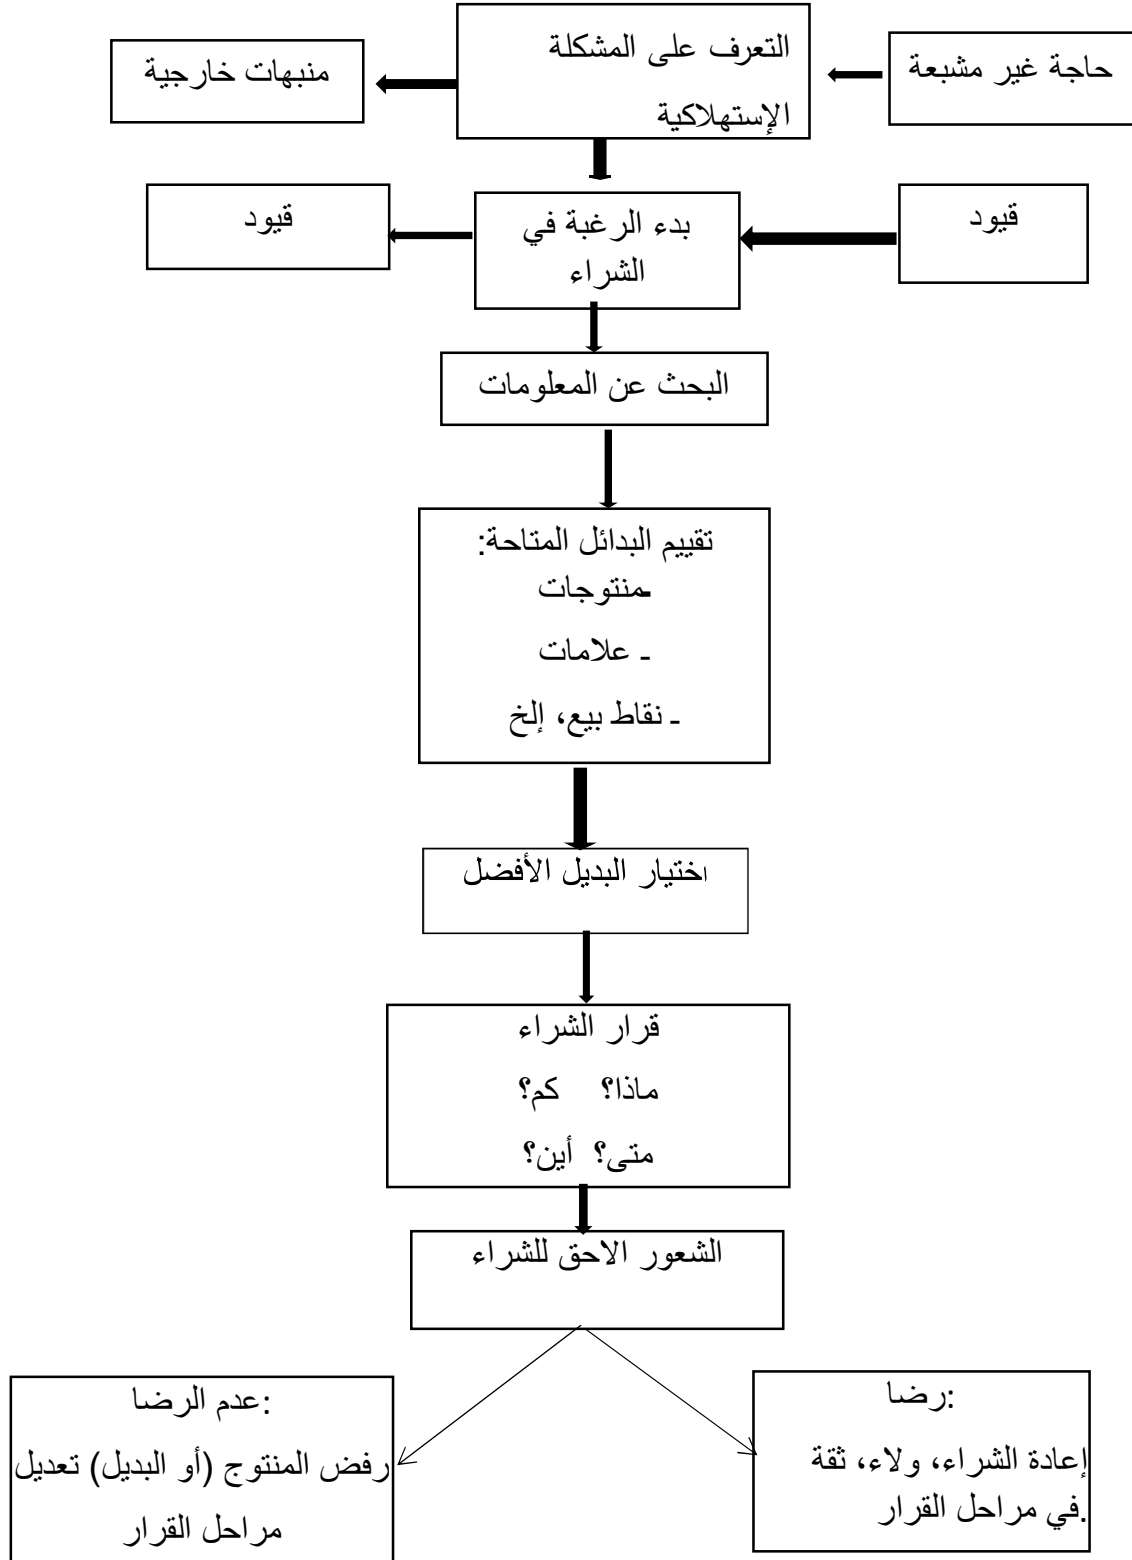 حاجة غير مشبعة
التعرف على المشكلة
الإستهلاكية
منبهات خارجية
قيود
بدء الرغبة في
الشراء
قيود
البحث عن المعلومات
تقييم البدائل المتاحة:
-منتوجات
- علامات
- نقاط بيع، إلخ
اختيار البديل الأفضل
قرار الشراء
ماذا؟ كم؟
متى؟ أين؟
الشعور الاحق للشراء
رضا:
إعادة الشراء، ولاء، ثقة
في مراحل القرار.
عدم الرضا:
رفض المنتوج (أو البديل) تعديل
مراحل القرار